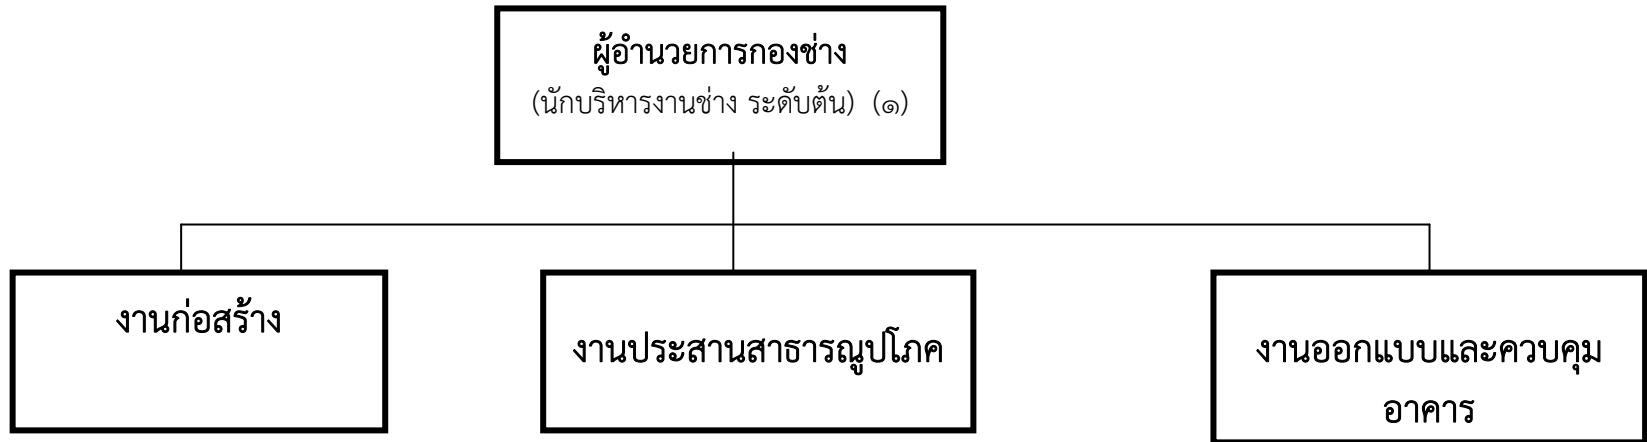 ผู้อำนวยการกองช่าง
(นักบริหารงานช่าง ระดับต้น) (๑)
งานก่อสร้าง
งานประสานสาธารณูปโภค
งานออกแบบและควบคุม
อาคาร